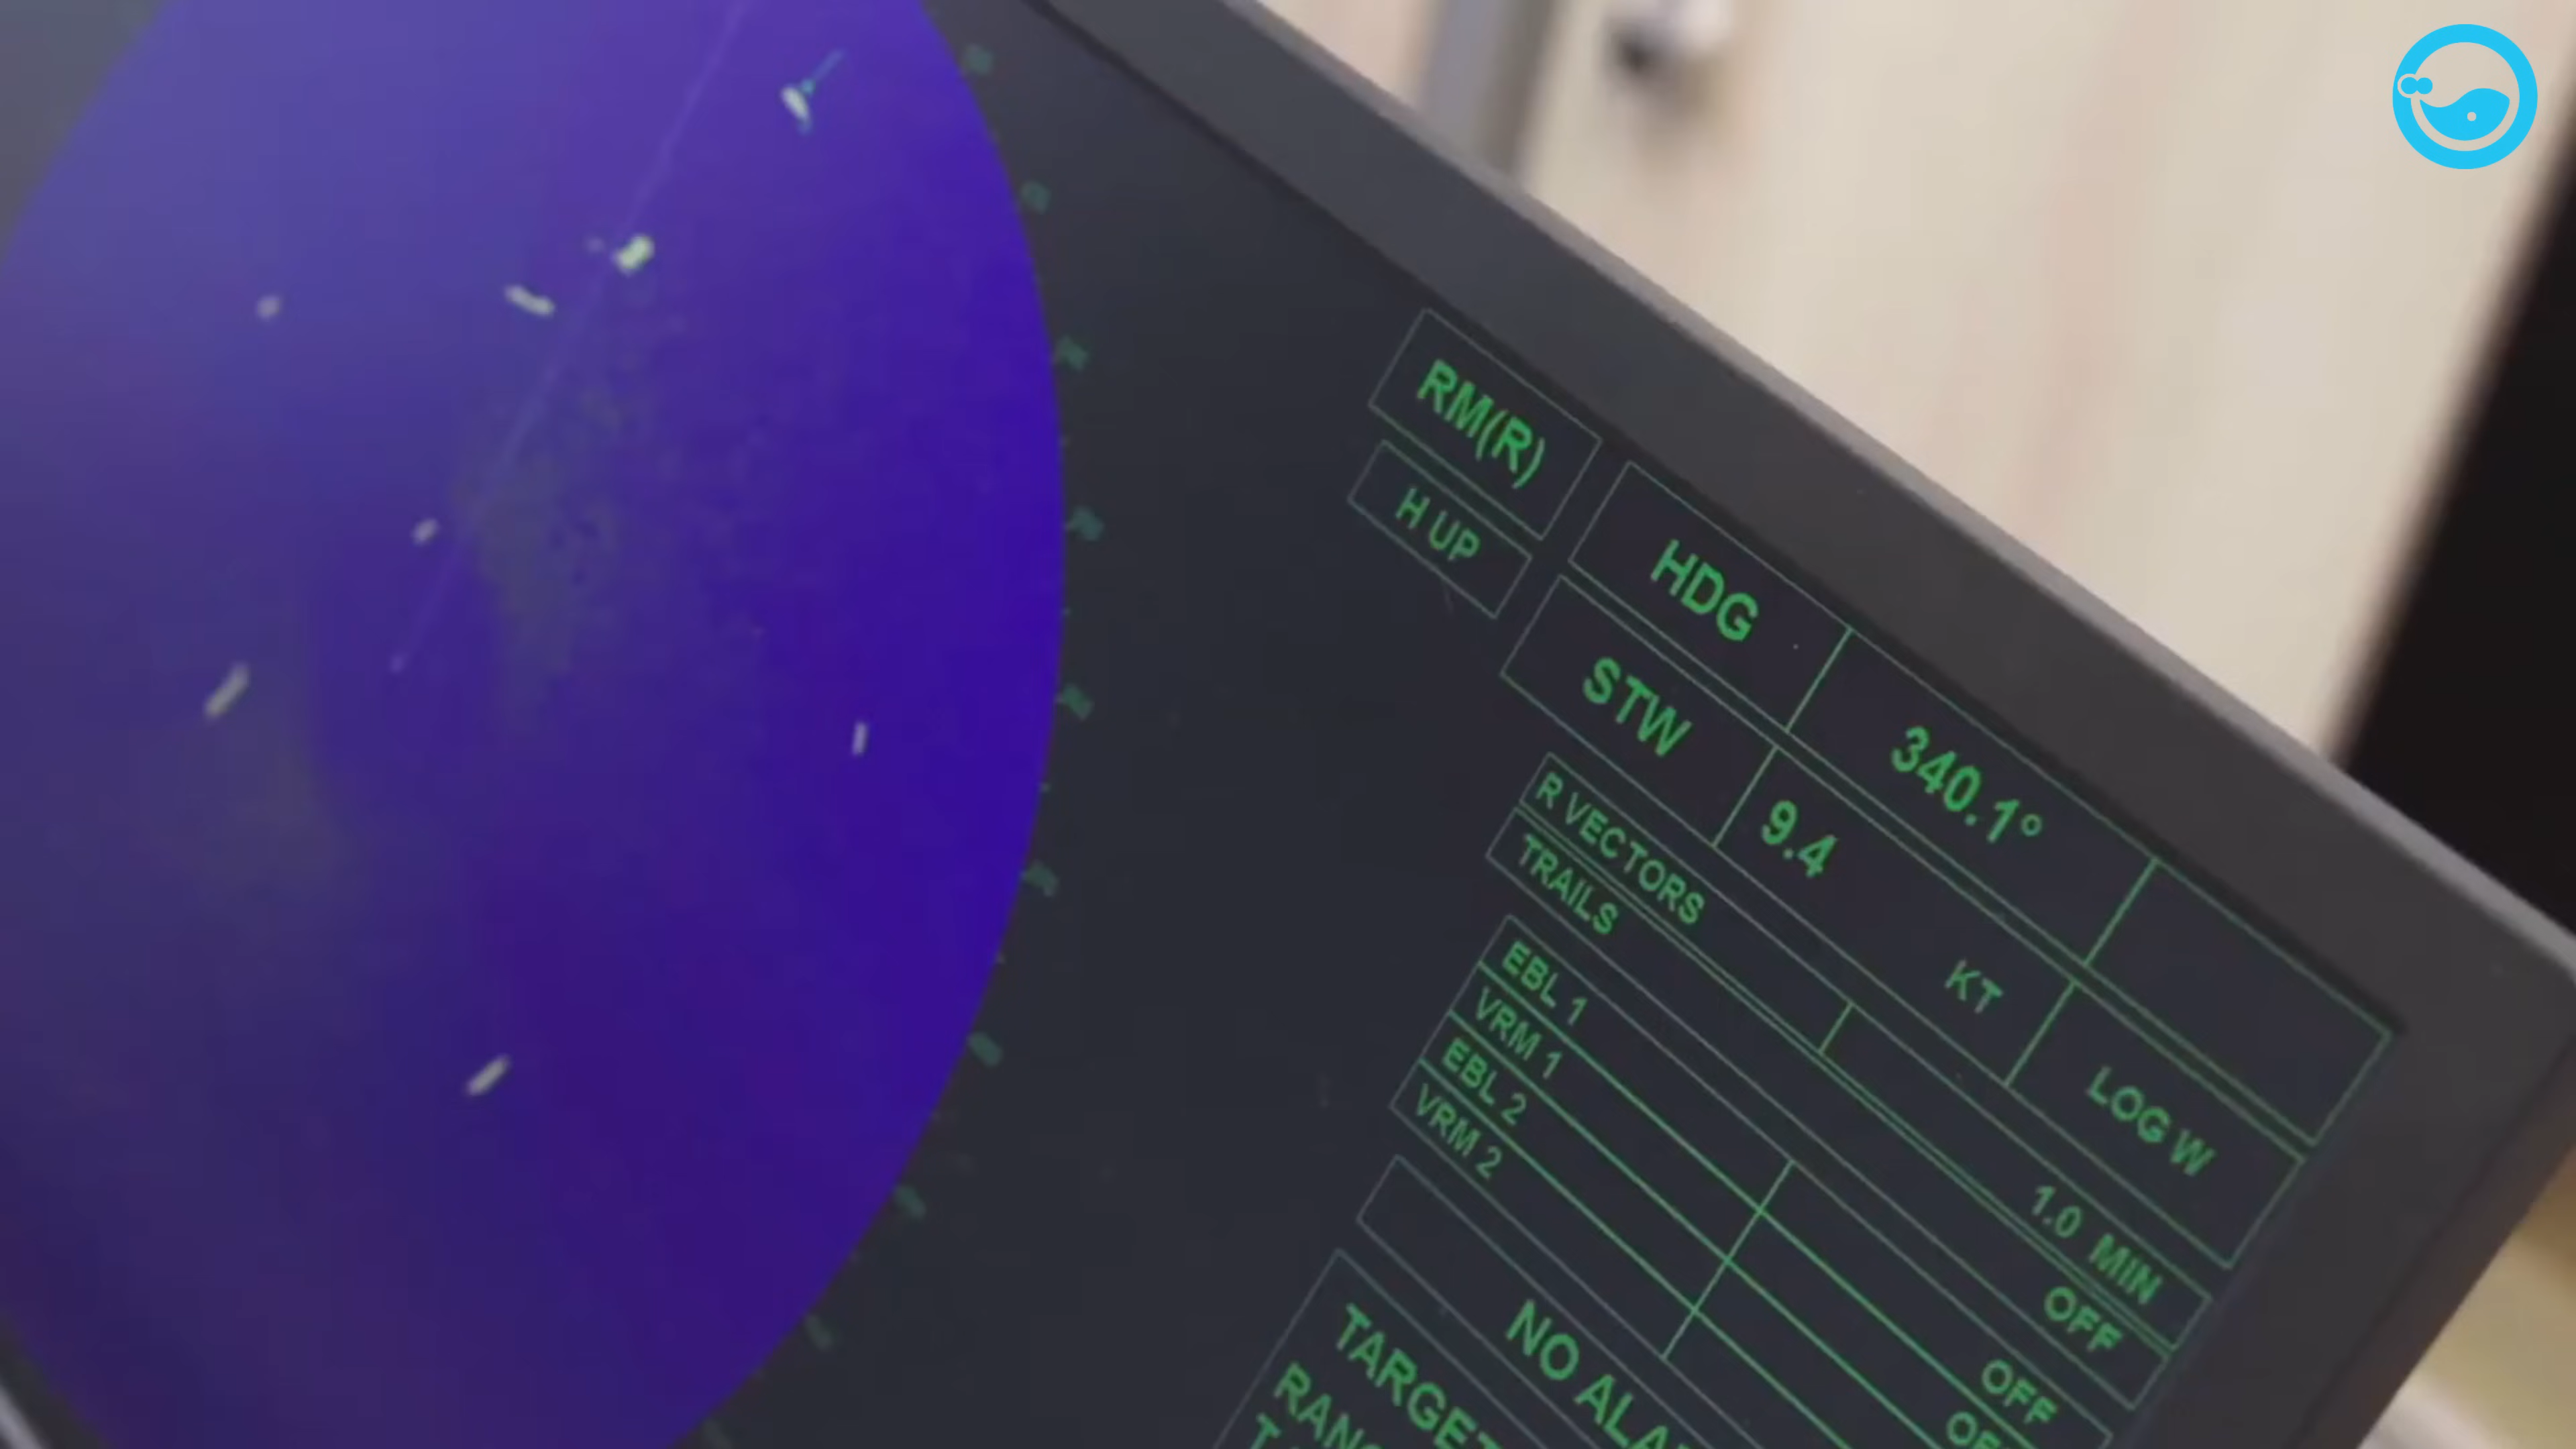 RM(R)
H UP
HDG 340.1°
STW 9.4 KT LOG W
R VECTORS 1.0 MIN
TRAILS OFF
EBL 1 OFF
VRM 1
EBL 2
VRM 2
NO
TARGET